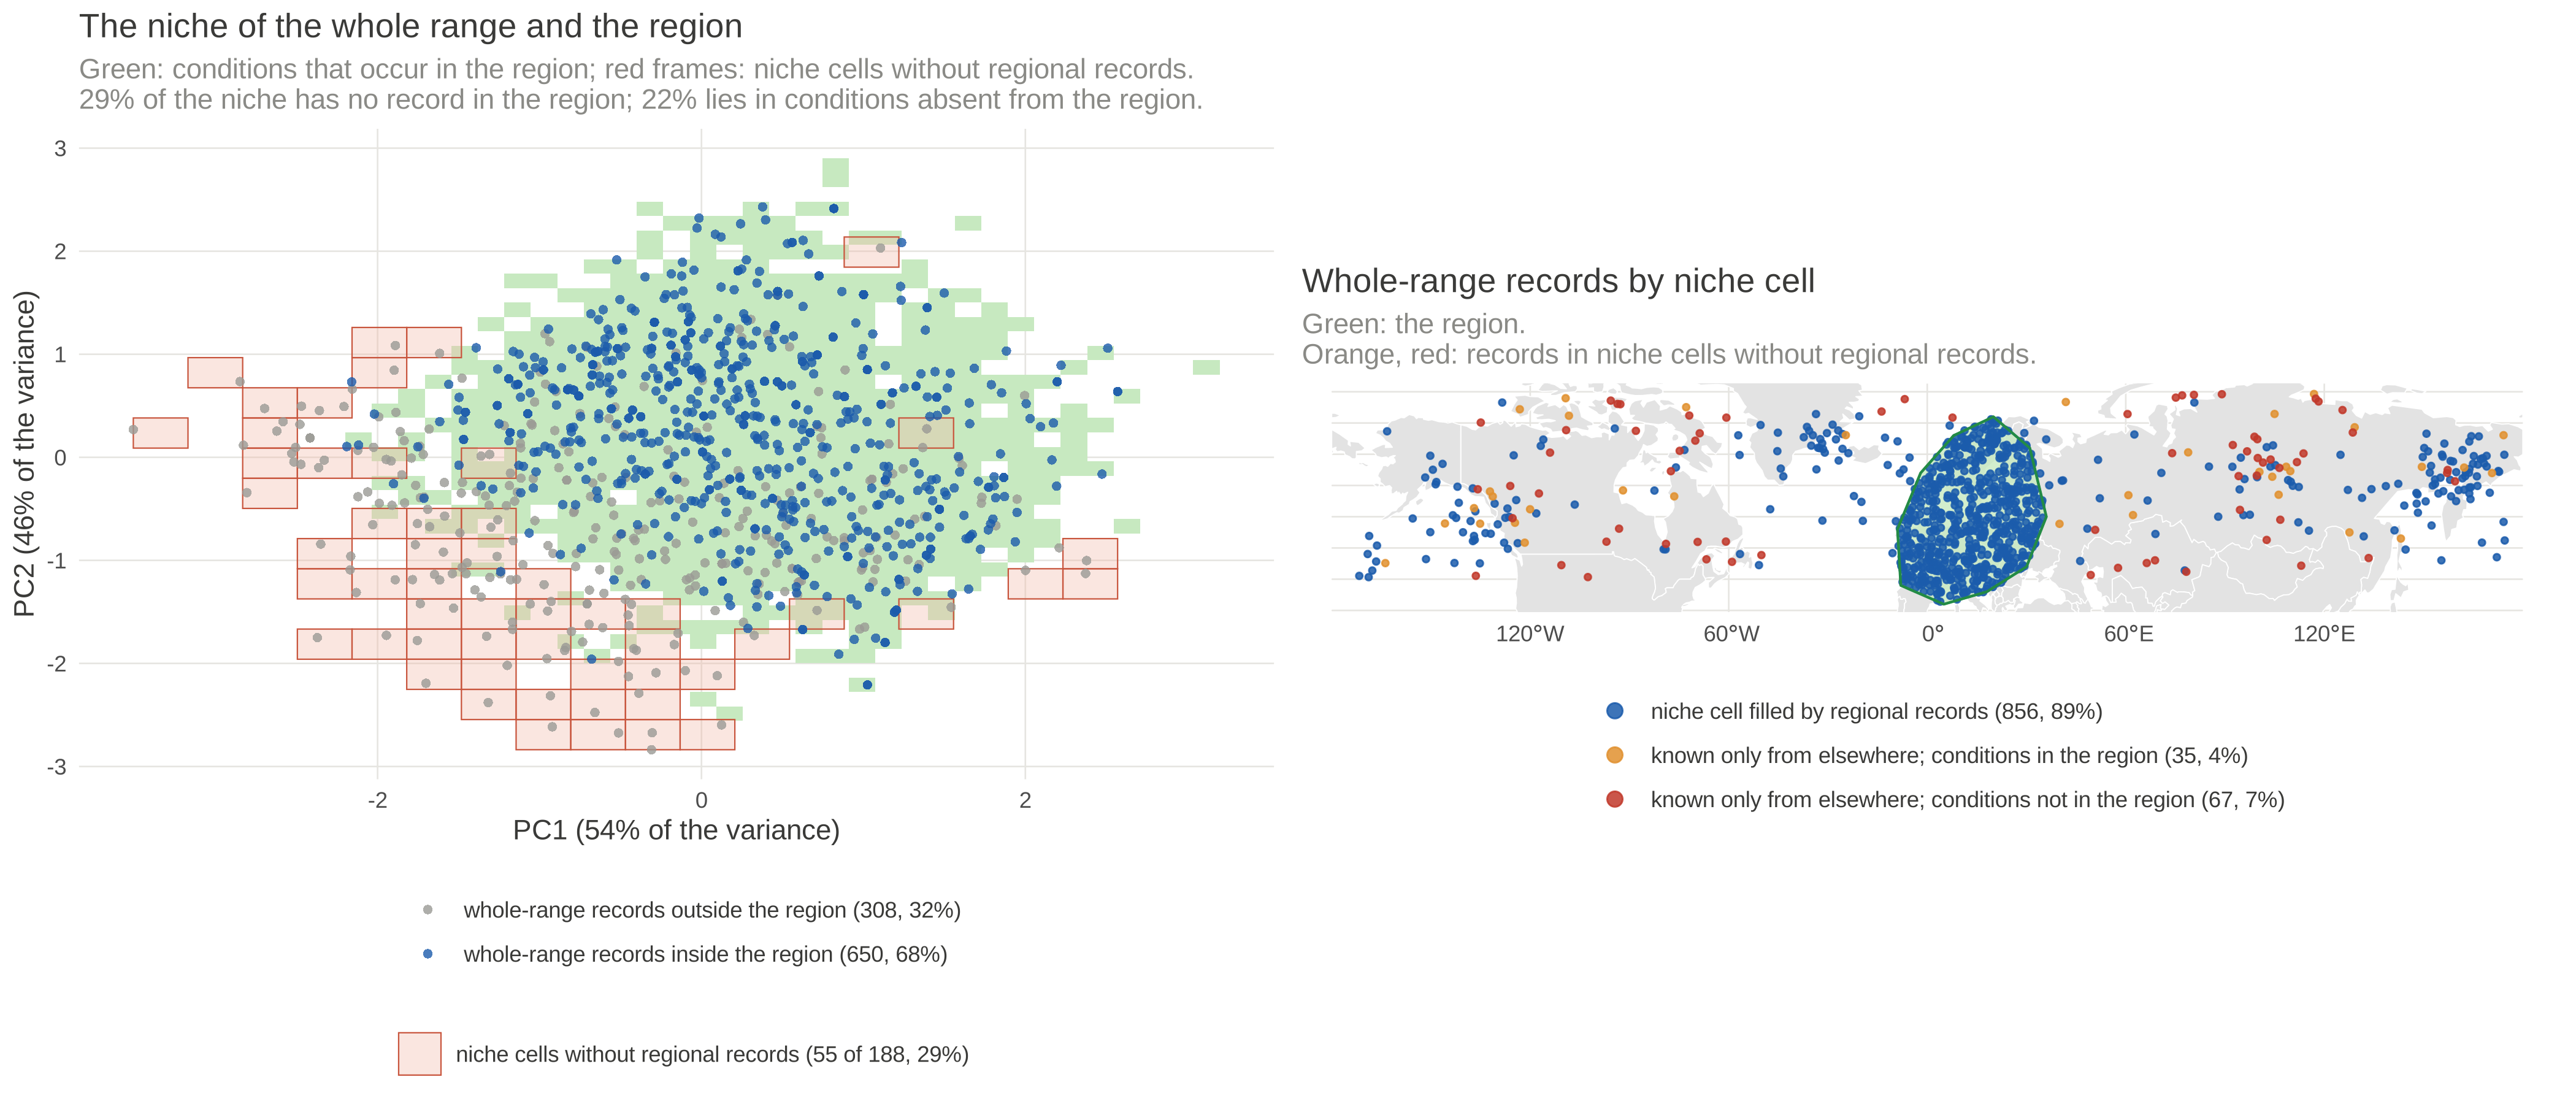 The niche of the whole range and the region
Green: conditions that occur in the region; red frames: niche cells without regional records.
29% of the niche has no record in the region; 22% lies in conditions absent from the region.
3
2
1
0
-1
-2
-3
PC2 (46% of the variance)
-2
0
2
PC1 (54% of the variance)
whole-range records outside the region (308, 32%)
whole-range records inside the region (650, 68%)
niche cells without regional records (55 of 188, 29%)
Whole-range records by niche cell
Green: the region.
Orange, red: records in niche cells without regional records.
120°W
60°W
0°
60°E
120°E
niche cell filled by regional records (856, 89%)
known only from elsewhere; conditions in the region (35, 4%)
known only from elsewhere; conditions not in the region (67, 7%)